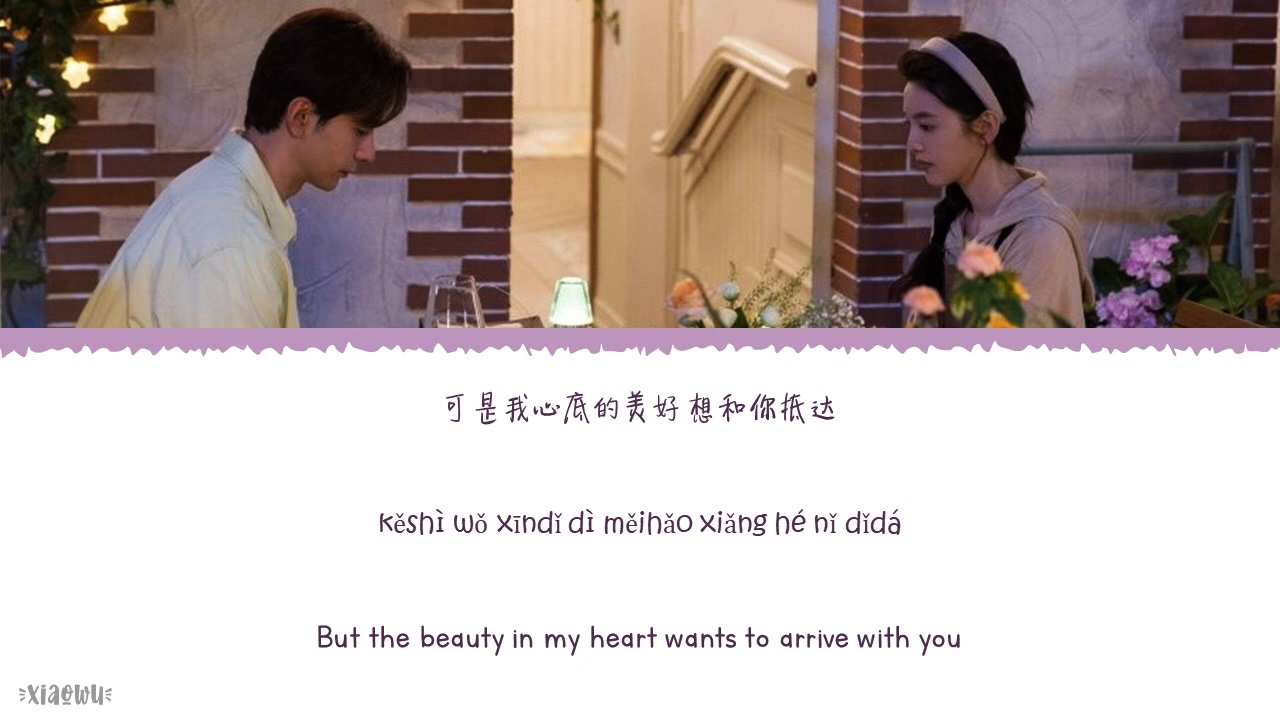 可是我心底的美好 想和你抵达
kěshì wǒ xīndǐ dì měihǎo xiǎng hé nǐ dǐdá
But the beauty in my heart wants to arrive with you
xiaowu